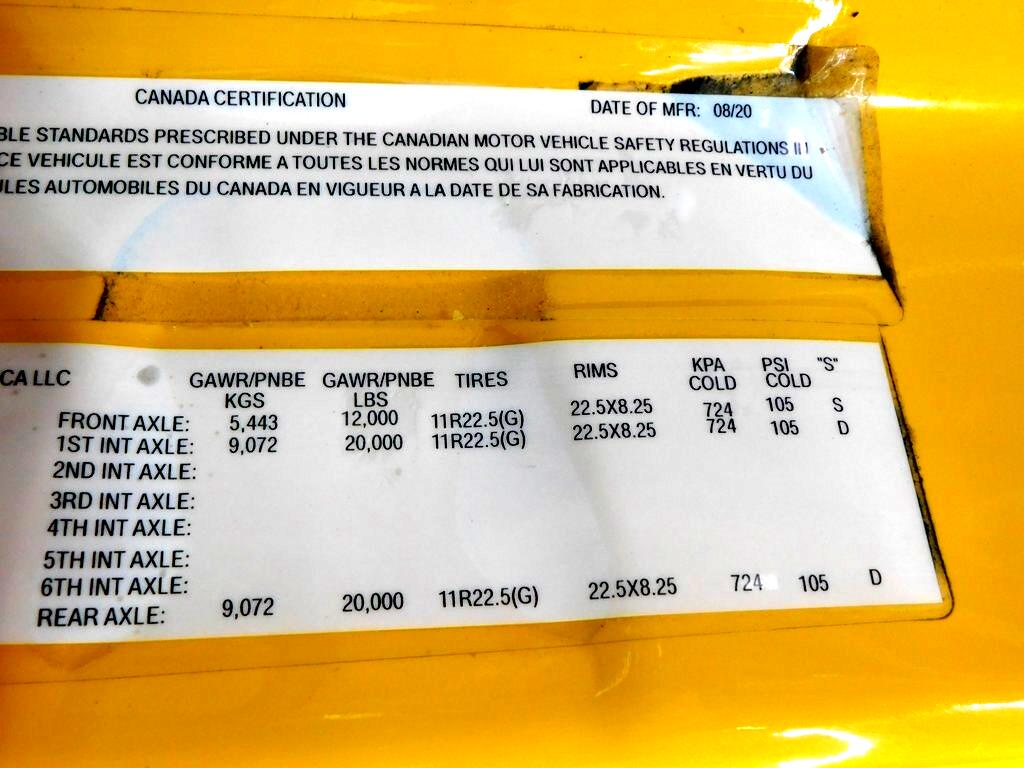 CANADA CERTIFICATION DATE OF MFR: 08/20
BLE STANDARDS PRESCRIBED UNDER THE CANADIAN MOTOR VEHICLE SAFETY REGULATIONS
CE VEHICULE EST CONFORME A TOUTES LES NORMES QUI LUI SONT APPLICABLES EN VERTU DU
ULES AUTOMOBILES DU CANADA EN VIGUEUR A LA DATE DE SA FABRICATION.
CA LLC GAWR/PNBE GAWR/PNBE TIRES RIMS KPA PSI "S"
KGS LBS COLD COLD
FRONT AXLE: 5,443 12,000 11R22.5(G) 22.5X8.25 724 105 S
1ST INT AXLE: 9,072 20,000 11R22.5(G) 22.5X8.25 724 105 D
2ND INT AXLE:
3RD INT AXLE:
4TH INT AXLE:
5TH INT AXLE:
6TH INT AXLE:
REAR AXLE: 9,072 20,000 11R22.5(G) 22.5X8.25 724 105 D